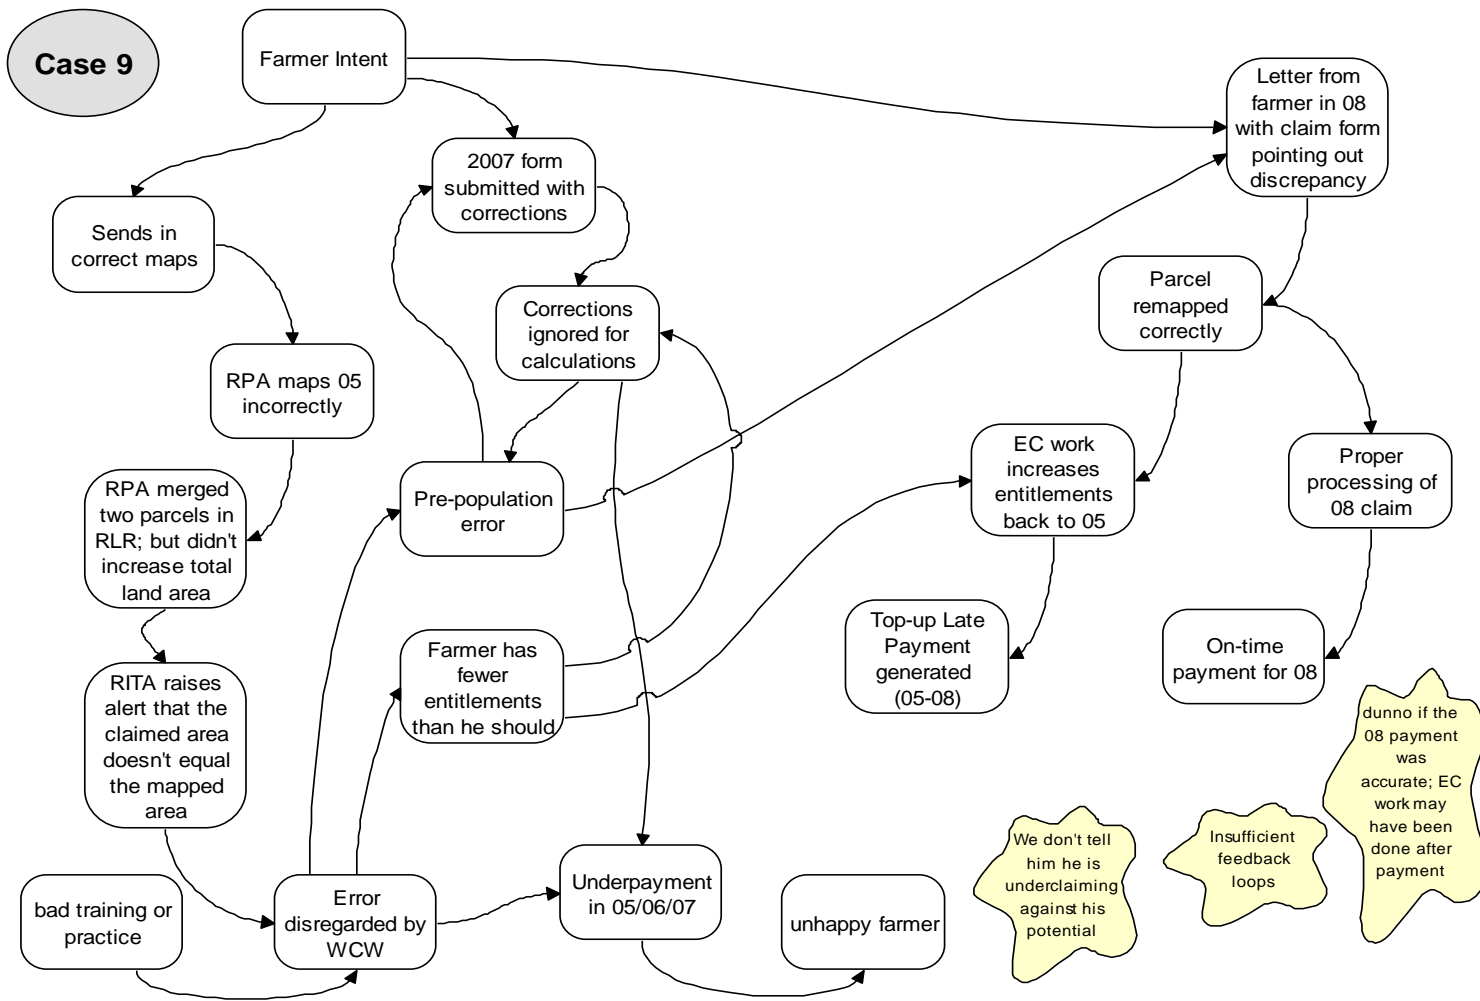 Case 9
Farmer Intent
Letter from
farmer in 08
with claim form
pointing out
discrepancy
2007 form
submitted with
corrections
Sends in
correct maps
Parcel
remapped
correctly
Corrections
ignored for
calculations
RPA maps 05
incorrectly
EC work
increases
entitlements
back to 05
Proper
processing of
08 claim
RPA merged
two parcels in
RLR; but didn't
increase total
land area
Pre-population
error
Top-up Late
Payment
generated
(05-08)
On-time
payment for 08
Farmer has
fewer
entitlements
than he should
RITA raises
alert that the
claimed area
doesn't equal
the mapped
area
dunno if the
08 payment
was
accurate; EC
work may
have been
done after
payment
We don't tell
him he is
underclaiming
against his
potential
Insufficient
feedback
loops
bad training or
practice
Error
disregarded by
WCW
Underpayment
in 05/06/07
unhappy farmer